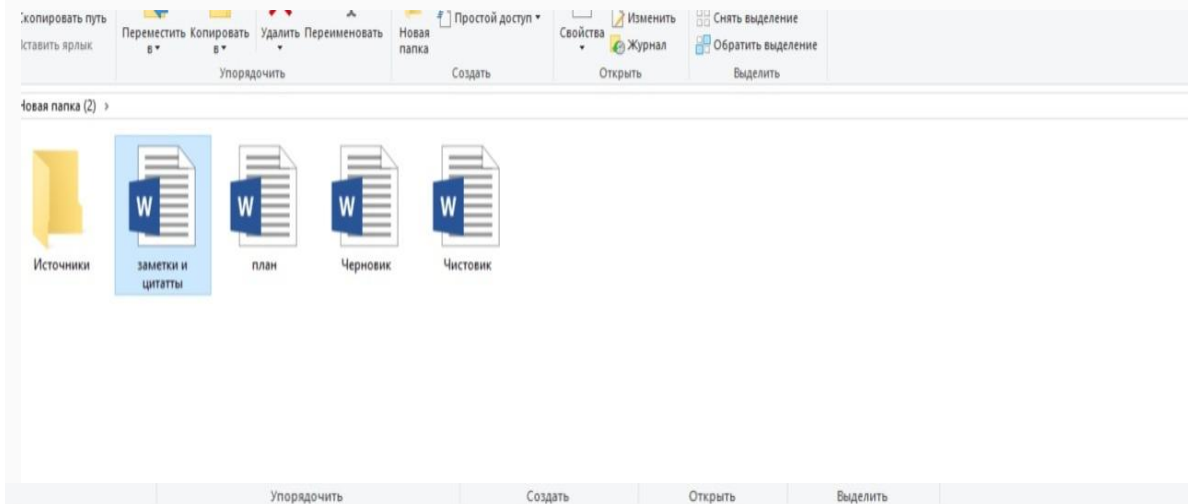 Скопировать путь
Вставить ярлык
Переместить в
Копировать в
Удалить
Переименовать
Новая папка
Простой доступ
Свойства
Изменить
Журнал
Снять выделение
Обратить выделение
Упорядочить
Создать
Открыть
Выделить
Новая папка (2)
Источники
заметки и
цитатты
план
Черновик
Чистовик
Упорядочить
Создать
Открыть
Выделить